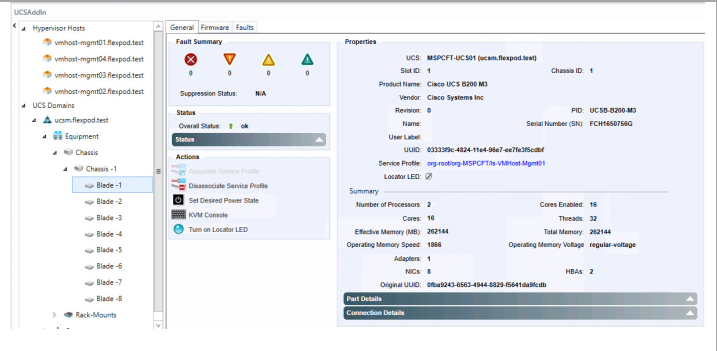 UCSAddIn
Hypervisor Hosts
vmhost-mgmt01.flexpod.test
vmhost-mgmt04.flexpod.test
vmhost-mgmt03.flexpod.test
vmhost-mgmt02.flexpod.test
UCS Domains
ucsm.flexpod.test
Equipment
Chassis
Chassis -1
Blade -1
Blade -2
Blade -3
Blade -4
Blade -5
Blade -6
Blade -7
Blade -8
Rack-Mounts
General Firmware Faults
Fault Summary
0 0 0 0
Suppression Status: N/A
Status
Overall Status: ok
Status
Actions
Associate Service Profile
Disassociate Service Profile
Set Desired Power State
KVM Console
Turn on Locator LED
Properties
UCS: MSPCFT-UCS01 (ucsm.flexpod.test)
Slot ID: 1 Chassis ID: 1
Product Name: Cisco UCS B200 M3
Vendor: Cisco Systems Inc
Revision: 0 PID: UCSB-B200-M3
Name: Serial Number (SN): FCH1650756G
User Label:
UUID: 03333f9c-4824-11e4-96e7-ee7fe3f5cdbf
Service Profile: org-root/org-MSPCFT/ls-VMHost-Mgmt01
Locator LED:
Summary
Number of Processors: 2 Cores Enabled: 16
Cores: 16 Threads: 32
Effective Memory (MB): 262144 Total Memory: 262144
Operating Memory Speed: 1866 Operating Memory Voltage regular-voltage
Adapters: 1
NICs: 8 HBAs: 2
Original UUID: 0fba9243-6563-4944-8829-f5641da9fcdb
Part Details
Connection Details